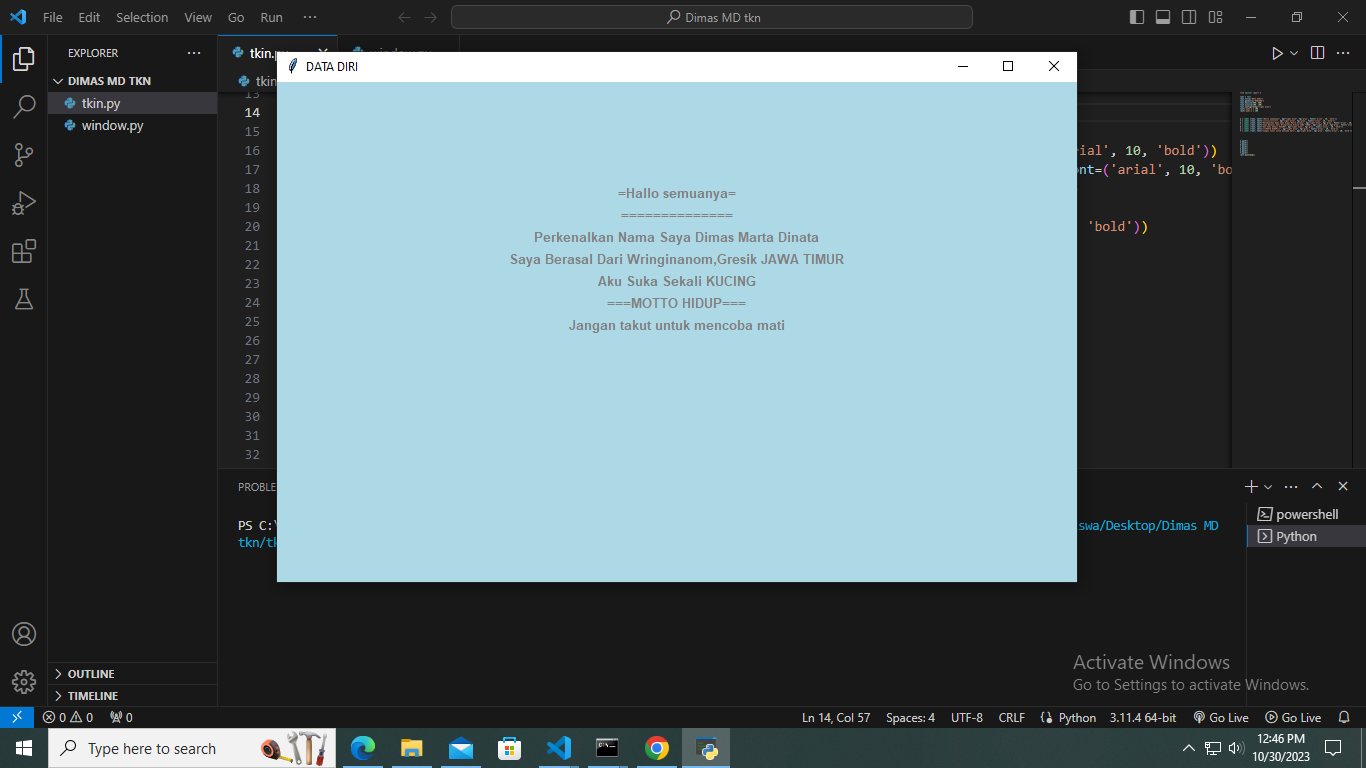 File Edit Selection View Go Run ··· Dimas MD tkn
EXPLORER ···
DIMAS MD TKN
tkin.py
window.py
DATA DIRI
13
14
15
16 ial', 10, 'bold'))
17 nt=('arial', 10, 'bo
18
19
20 'bold'))
21
22
23
24
25
26
27
28
29
30
31
32
=Hallo semuanya=
==============
Perkenalkan Nama Saya Dimas Marta Dinata
Saya Berasal Dari Wringinanom,Gresik JAWA TIMUR
Aku Suka Sekali KUCING
===MOTTO HIDUP===
Jangan takut untuk mencoba mati
PROBLE
PS C:\ swa/Desktop/Dimas MD
tkn/tk
powershell
Python
OUTLINE
TIMELINE
Activate Windows
Go to Settings to activate Windows.
0 0 0 Ln 14, Col 57 Spaces: 4 UTF-8 CRLF Python 3.11.4 64-bit Go Live Go Live
Type here to search
12:46 PM
10/30/2023